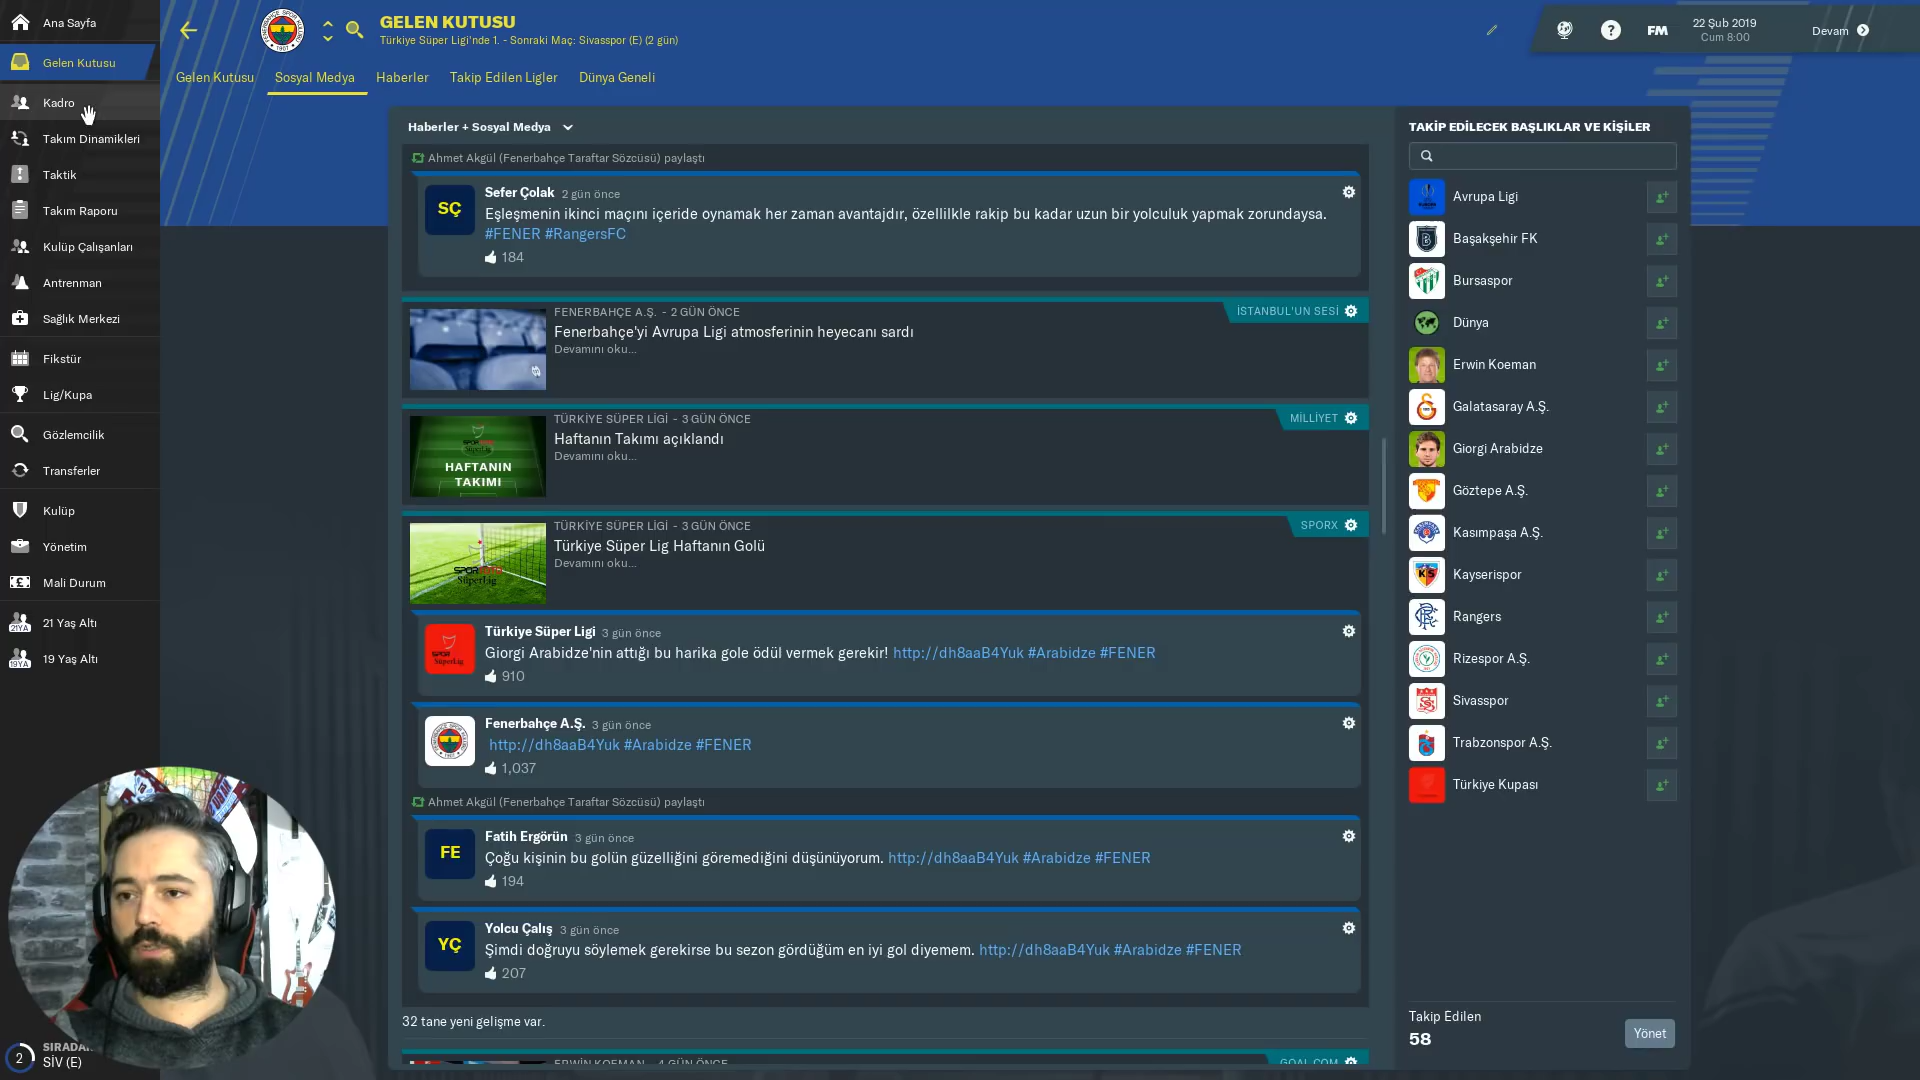 Ana Sayfa
Gelen Kutusu
Kadro
Takım Dinamikleri
Taktik
Takım Raporu
Kulüp Çalışanları
Antrenman
Sağlık Merkezi
Fikstür
Lig/Kupa
Gözlemcilik
Transferler
Kulüp
Yönetim
Mali Durum
21YA
21 Yaş Altı
19YA
19 Yaş Altı
2
SIRADA
SİV (E)
GELEN KUTUSU
Türkiye Süper Ligi'nde 1. - Sonraki Maç: Sivasspor (E) (2 gün)
?
FM
22 Şub 2019
Cum 8:00
Devam
Gelen Kutusu
Sosyal Medya
Haberler
Takip Edilen Ligler
Dünya Geneli
Haberler + Sosyal Medya
Ahmet Akgül (Fenerbahçe Taraftar Sözcüsü) paylaştı
SÇ
Sefer Çolak 2 gün önce
Eşleşmenin ikinci maçını içeride oynamak her zaman avantajdır, özellilkle rakip bu kadar uzun bir yolculuk yapmak zorundaysa.
#FENER #RangersFC
184
FENERBAHÇE A.Ş. - 2 GÜN ÖNCE
İSTANBUL'UN SESİ
Fenerbahçe'yi Avrupa Ligi atmosferinin heyecanı sardı
Devamını oku...
TÜRKİYE SÜPER LİGİ - 3 GÜN ÖNCE
MİLLİYET
Haftanın Takımı açıklandı
Devamını oku...
HAFTANIN
TAKIMI
TÜRKİYE SÜPER LİGİ - 3 GÜN ÖNCE
SPORX
Türkiye Süper Lig Haftanın Golü
Devamını oku...
SüperLig
Türkiye Süper Ligi 3 gün önce
Giorgi Arabidze'nin attığı bu harika gole ödül vermek gerekir! http://dh8aaB4Yuk #Arabidze #FENER
910
Fenerbahçe A.Ş. 3 gün önce
http://dh8aaB4Yuk #Arabidze #FENER
1,037
Ahmet Akgül (Fenerbahçe Taraftar Sözcüsü) paylaştı
FE
Fatih Ergörün 3 gün önce
Çoğu kişinin bu golün güzelliğini göremediğini düşünüyorum. http://dh8aaB4Yuk #Arabidze #FENER
194
YÇ
Yolcu Çalış 3 gün önce
Şimdi doğruyu söylemek gerekirse bu sezon gördüğüm en iyi gol diyemem. http://dh8aaB4Yuk #Arabidze #FENER
207
32 tane yeni gelişme var.
ERWİN KOEMAN - 4 GÜN ÖNCE
GOAL.COM
TAKİP EDİLECEK BAŞLIKLAR VE KİŞİLER
Avrupa Ligi
Başakşehir FK
Bursaspor
Dünya
Erwin Koeman
Galatasaray A.Ş.
Giorgi Arabidze
Göztepe A.Ş.
Kasımpaşa A.Ş.
Kayserispor
Rangers
Rizespor A.Ş.
Sivasspor
Trabzonspor A.Ş.
Türkiye Kupası
Takip Edilen
58
Yönet